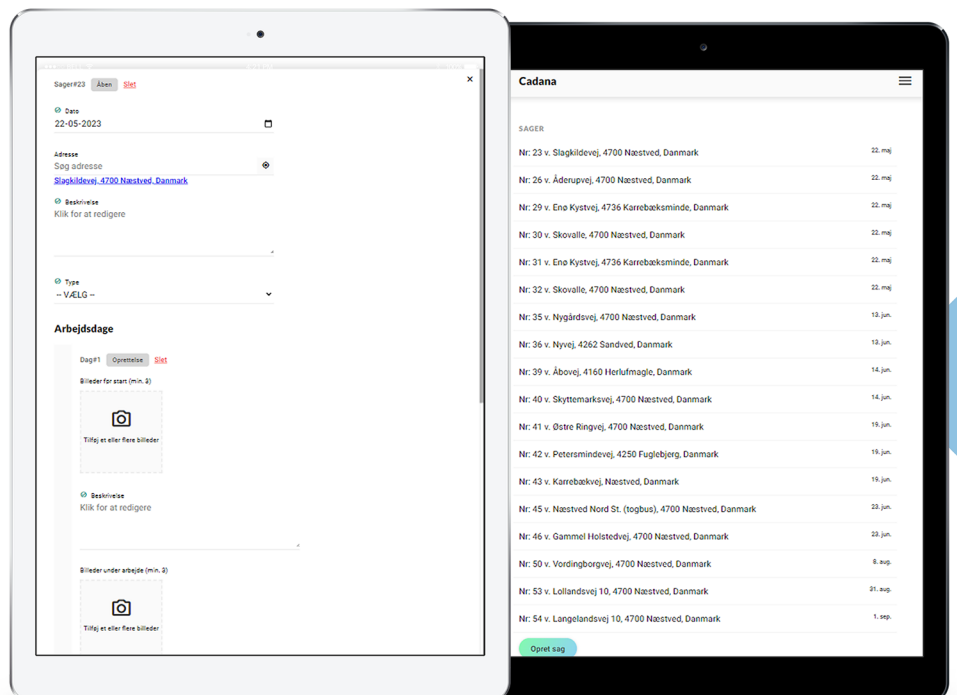 Sager#23 Åben Slet
Dato
22-05-2023
Adresse
Søg adresse
Slagkildevej, 4700 Næstved, Danmark
Beskrivelse
Klik for at redigere
Type
-- VÆLG --
Arbejdsdage
Dag#1 Oprettelse Slet
Billeder før start (min. 3)
Tilføj et eller flere billeder
Beskrivelse
Klik for at redigere
Billeder under arbejde (min. 3)
Tilføj et eller flere billeder
Cadana
SAGER
Nr: 23 v. Slagkildevej, 4700 Næstved, Danmark 22. maj
Nr: 26 v. Åderupvej, 4700 Næstved, Danmark 22. maj
Nr: 29 v. Enø Kystvej, 4736 Karrebæksminde, Danmark 22. maj
Nr: 30 v. Skovalle, 4700 Næstved, Danmark 22. maj
Nr: 31 v. Enø Kystvej, 4736 Karrebæksminde, Danmark 22. maj
Nr: 32 v. Skovalle, 4700 Næstved, Danmark 22. maj
Nr: 35 v. Nygårdsvej, 4700 Næstved, Danmark 13. jun.
Nr: 36 v. Nyvej, 4262 Sandved, Danmark 13. jun.
Nr: 39 v. Åbovej, 4160 Herlufmagle, Danmark 14. jun.
Nr: 40 v. Skyttemarksvej, 4700 Næstved, Danmark 14. jun.
Nr: 41 v. Østre Ringvej, 4700 Næstved, Danmark 19. jun.
Nr: 42 v. Petersmindevej, 4250 Fuglebjerg, Danmark 19. jun.
Nr: 43 v. Karrebækvej, Næstved, Danmark 19. jun.
Nr: 45 v. Næstved Nord St. (togbus), 4700 Næstved, Danmark 23. jun.
Nr: 46 v. Gammel Holstedvej, 4700 Næstved, Danmark 23. jun.
Nr: 50 v. Vordingborgvej, 4700 Næstved, Danmark 8. aug.
Nr: 53 v. Lollandsvej 10, 4700 Næstved, Danmark 31. aug.
Nr: 54 v. Langelandsvej 10, 4700 Næstved, Danmark 1. sep.
Opret sag